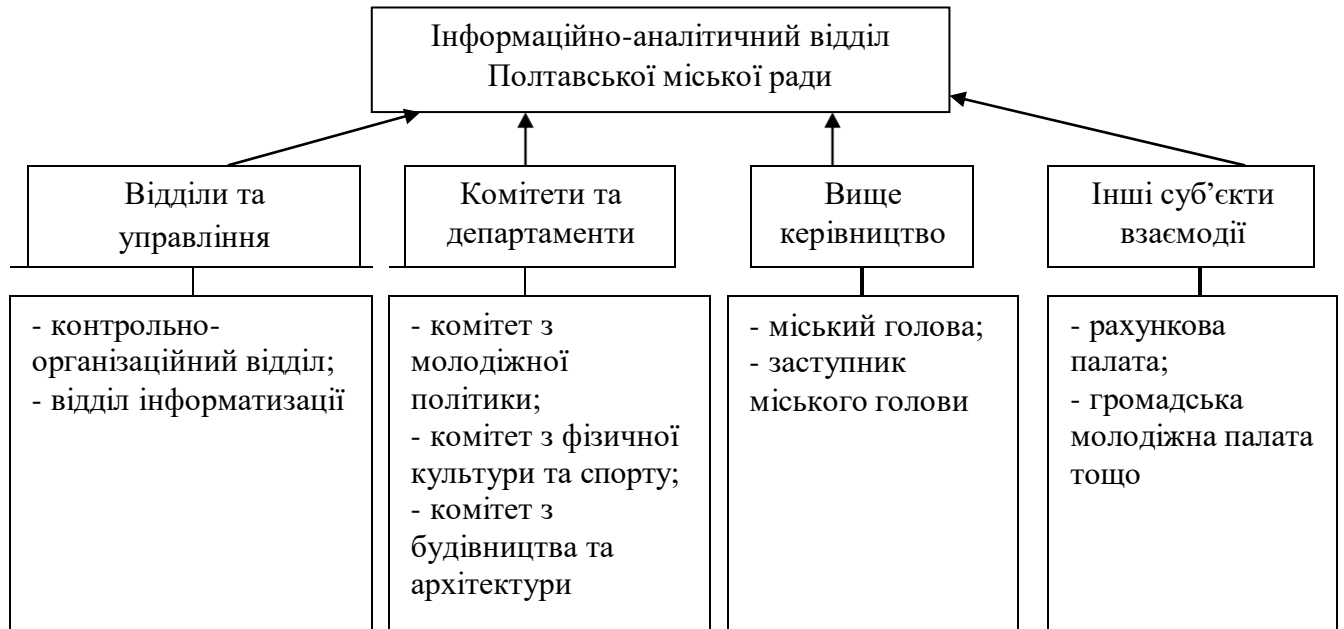 Інформаційно-аналітичний відділ
Полтавської міської ради
Відділи та
управління
Комітети та
департаменти
Вище
керівництво
Інші суб’єкти
взаємодії
- контрольно-
організаційний відділ;
- відділ інформатизації
- комітет з
молодіжної
політики;
- комітет з фізичної
культури та спорту;
- комітет з
будівництва та
архітектури
- міський голова;
- заступник
міського голови
- рахункова
палата;
- громадська
молодіжна палата
тощо